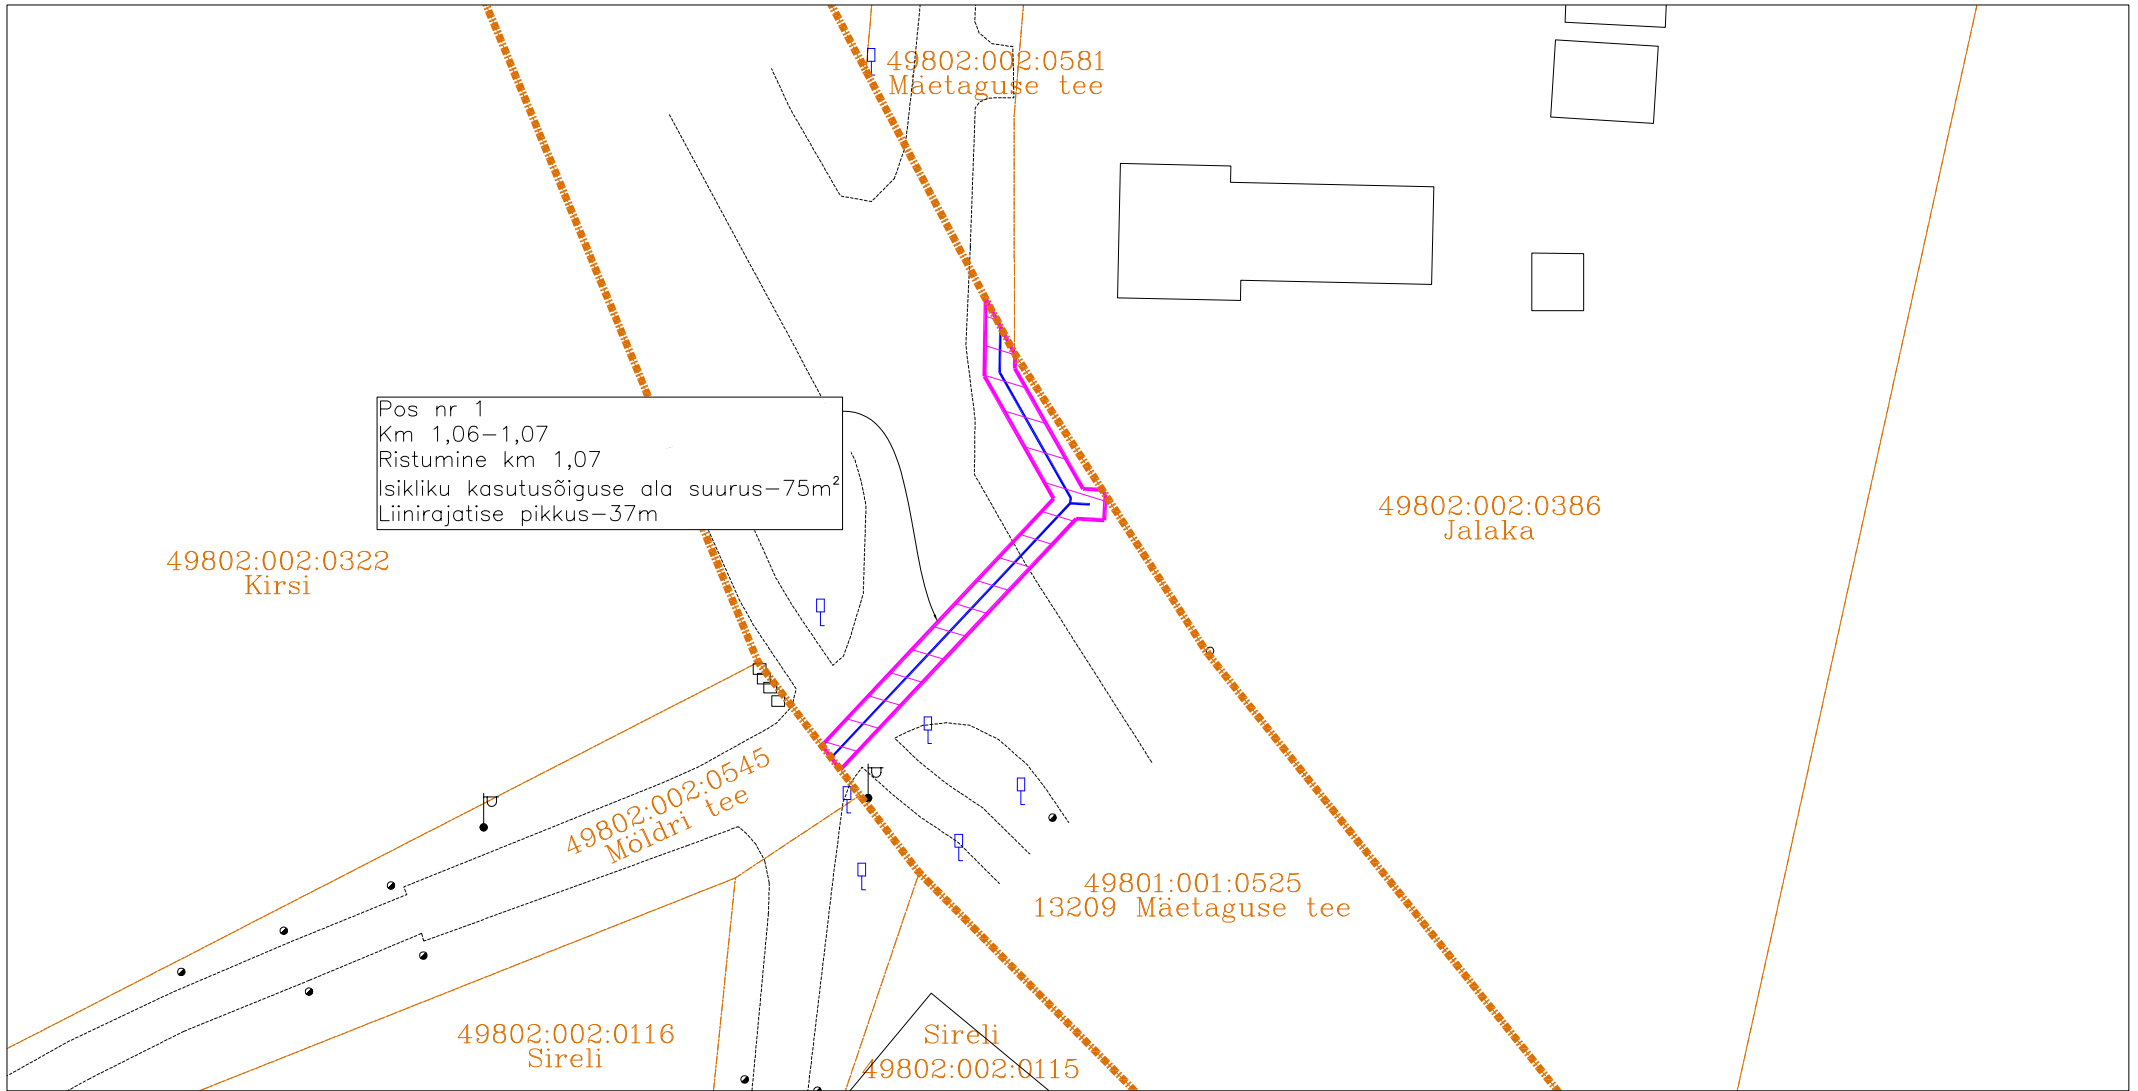 49802:002:0581
Mäetaguse tee
Pos nr 1
Km 1,06-1,07
Ristumine km 1,07
Isikliku kasutusõiguse ala suurus-75m²
Liinirajatise pikkus-37m
49802:002:0386
Jalaka
49802:002:0322
Kirsi
49802:002:0545
Möldri tee
49801:001:0525
13209 Mäetaguse tee
49802:002:0116
Sireli
Sireli
49802:002:0115